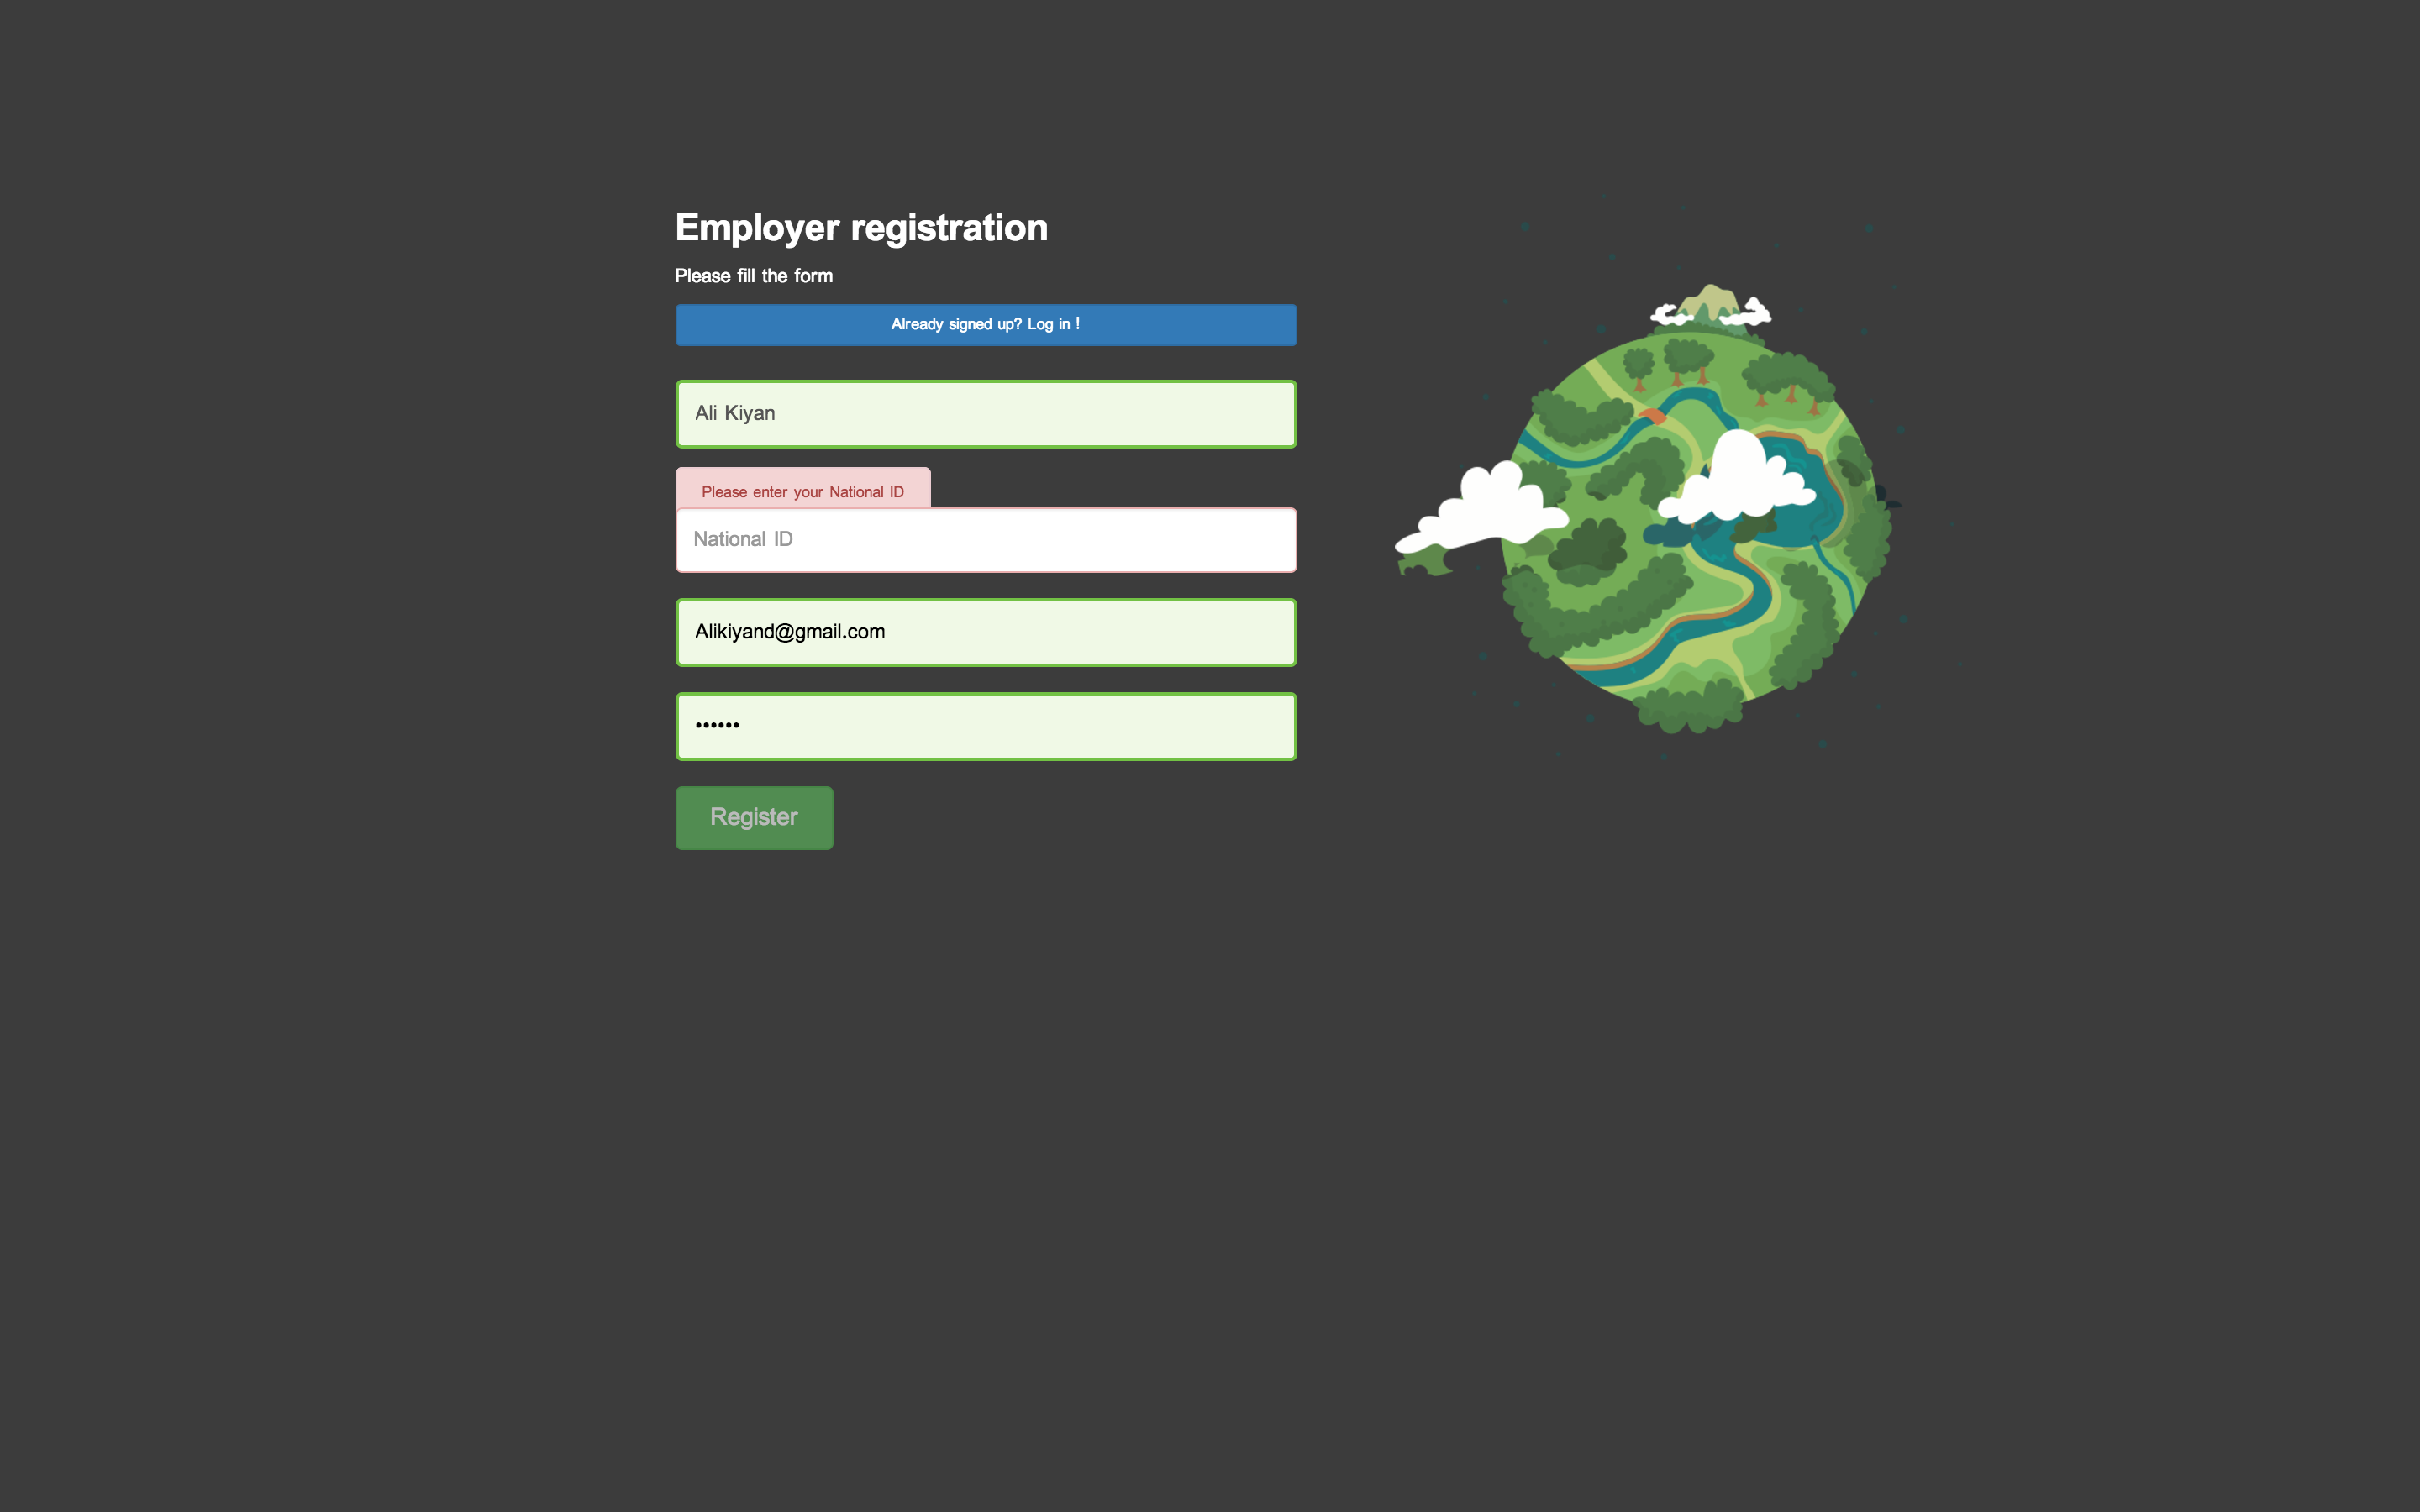 Employer registration
Please fill the form
Already signed up? Log in !
Ali Kiyan
Please enter your National ID
National ID
Alikiyand@gmail.com
••••••
Register